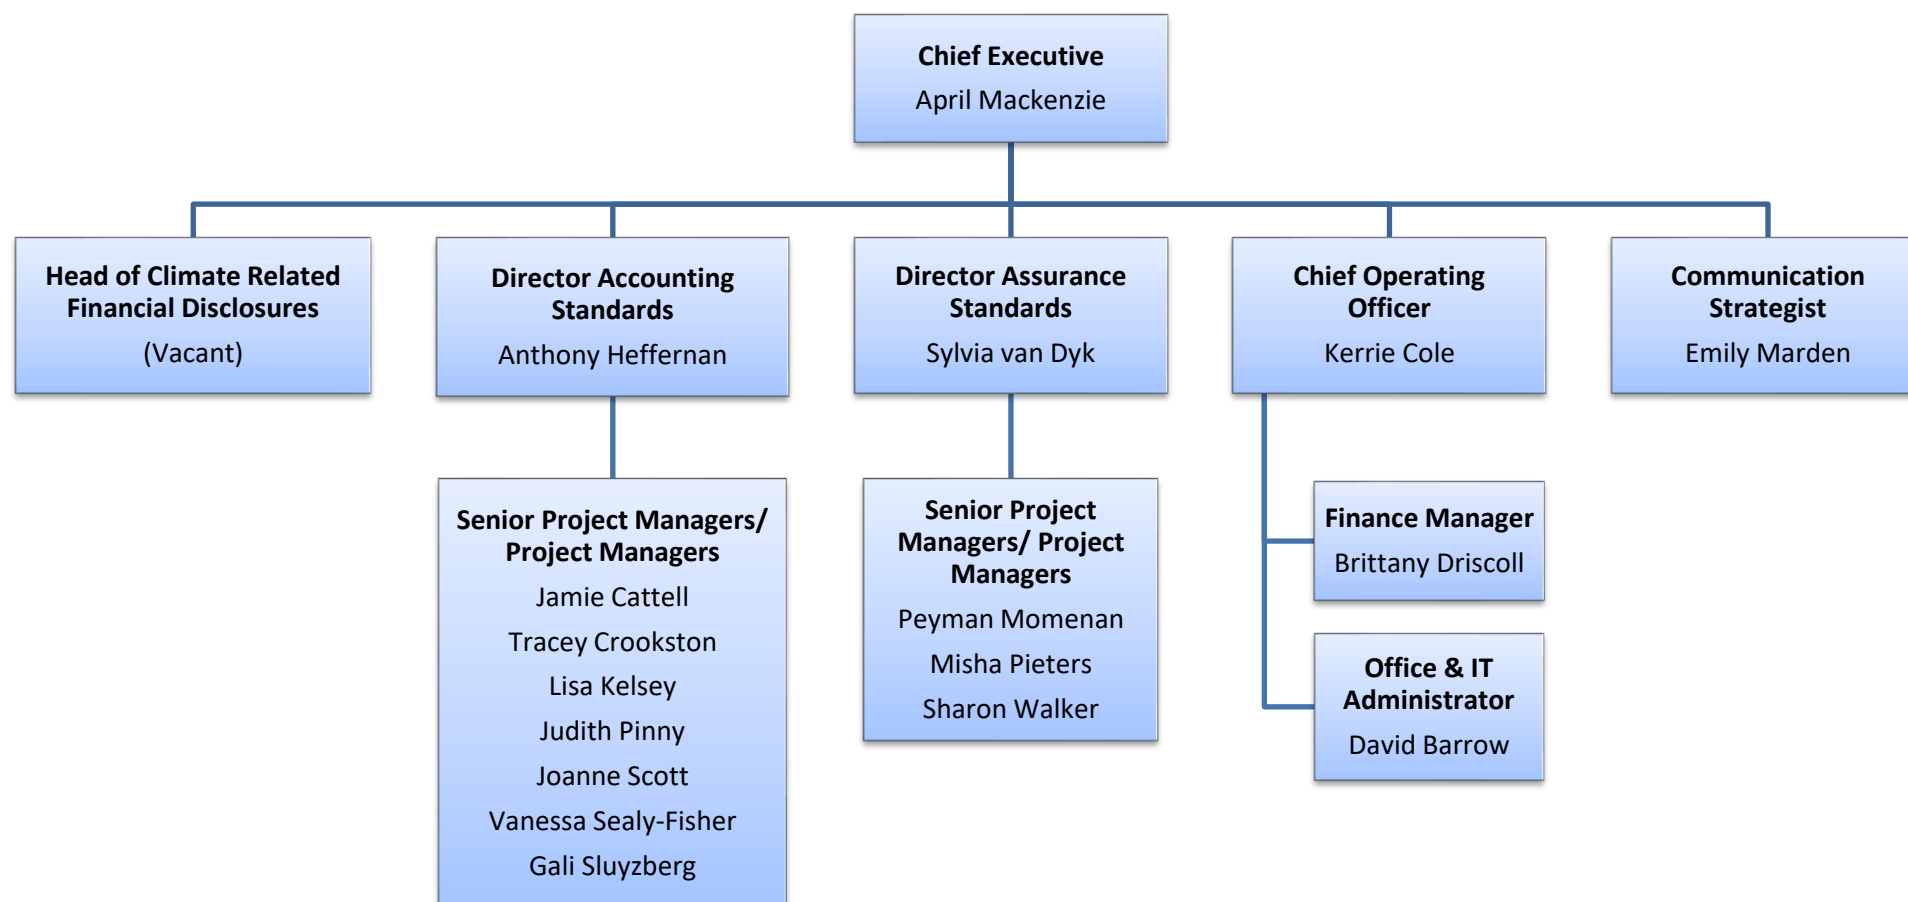 Chief Executive
April Mackenzie
Head of Climate Related
Financial Disclosures
(Vacant)
Director Accounting
Standards
Anthony Heffernan
Director Assurance
Standards
Sylvia van Dyk
Chief Operating
Officer
Kerrie Cole
Communication
Strategist
Emily Marden
Senior Project Managers/
Project Managers
Jamie Cattell
Tracey Crookston
Lisa Kelsey
Judith Pinny
Joanne Scott
Vanessa Sealy-Fisher
Gali Sluyzberg
Senior Project
Managers/ Project
Managers
Peyman Momenan
Misha Pieters
Sharon Walker
Finance Manager
Brittany Driscoll
Office & IT
Administrator
David Barrow